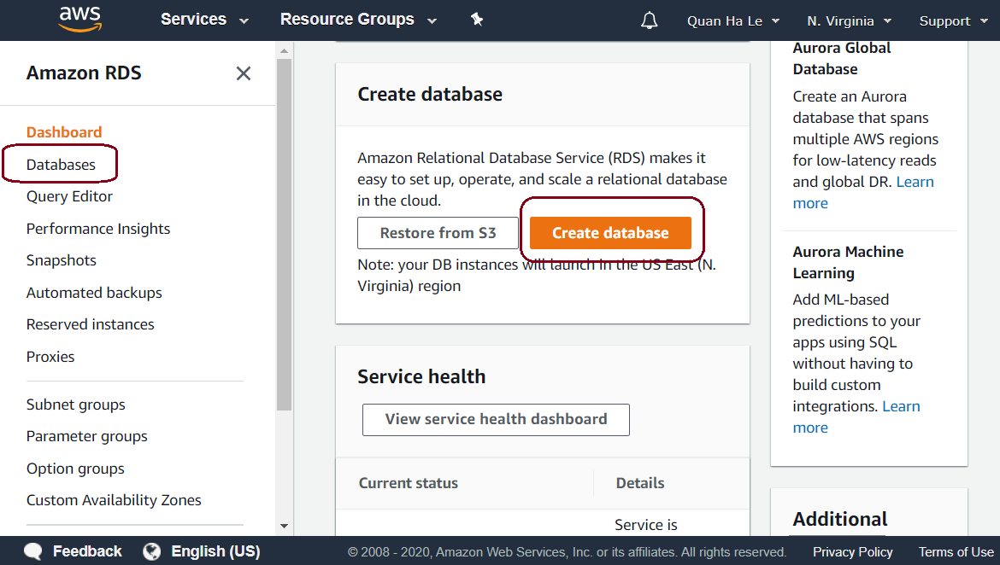 aws
Services
Resource Groups
Quan Ha Le
N. Virginia
Support
Amazon RDS
Dashboard
Databases
Query Editor
Performance Insights
Snapshots
Automated backups
Reserved instances
Proxies
Subnet groups
Parameter groups
Option groups
Custom Availability Zones
Create database
Amazon Relational Database Service (RDS) makes it
easy to set up, operate, and scale a relational database
in the cloud.
Restore from S3
Create database
Note: your DB instances will launch in the US East (N.
Virginia) region
Service health
View service health dashboard
Current status
Details
Service is
Aurora Global
Database
Create an Aurora
database that spans
multiple AWS regions
for low-latency reads
and global DR. Learn
more
Aurora Machine
Learning
Add ML-based
predictions to your
apps using SQL
without having to
build custom
integrations. Learn
more
Additional
Feedback
English (US)
© 2008 - 2020, Amazon Web Services, Inc. or its affiliates. All rights reserved.
Privacy Policy
Terms of Use